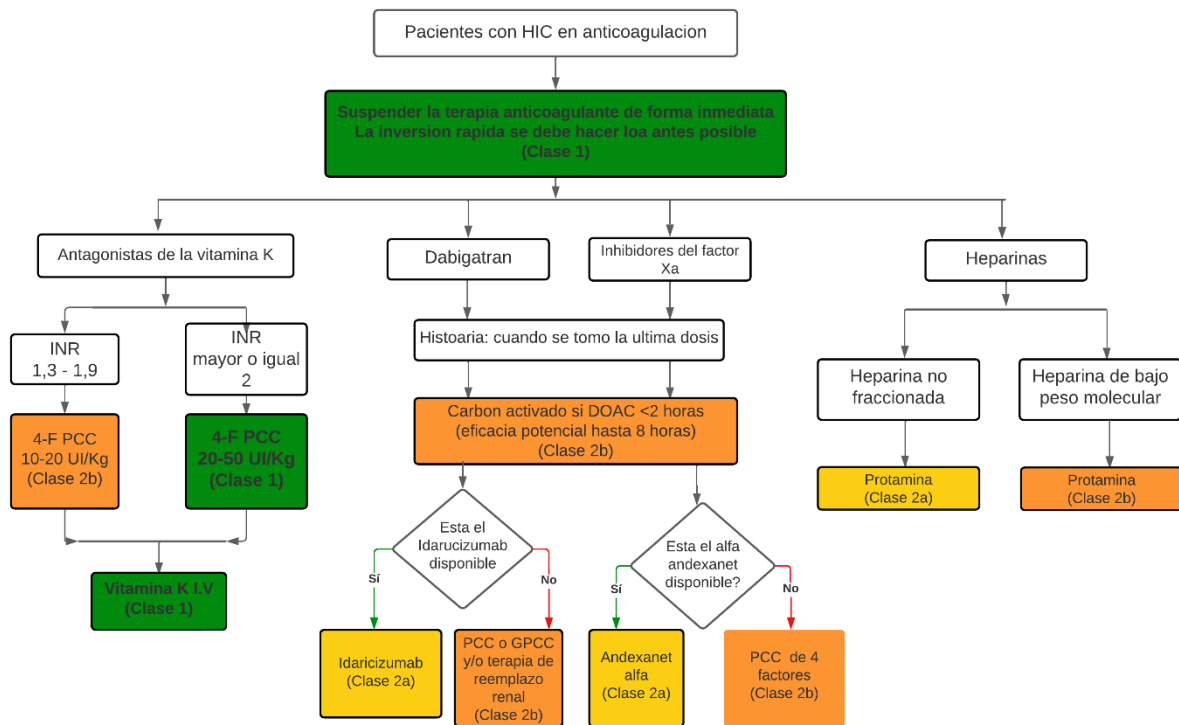 Pacientes con HIC en anticoagulacion
Suspender la terapia anticoagulante de forma inmediata
La inversion rapida se debe hacer loa antes posible
(Clase 1)
Antagonistas de la vitamina K
Dabigatran
Inhibidores del factor
Xa
Heparinas
INR
1,3 - 1,9
INR
mayor o igual
2
Histoaria: cuando se tomo la ultima dosis
Heparina no
fraccionada
Heparina de bajo
peso molecular
4-F PCC
10-20 UI/Kg
(Clase 2b)
4-F PCC
20-50 UI/Kg
(Clase 1)
Carbon activado si DOAC <2 horas
(eficacia potencial hasta 8 horas)
(Clase 2b)
Protamina
(Clase 2a)
Protamina
(Clase 2b)
Vitamina K I.V
(Clase 1)
Esta el
Idarucizumab
disponible
Esta el alfa
andexanet
disponible?
Sí
No
Sí
No
Idaricizumab
(Clase 2a)
PCC o GPCC
y/o terapia de
reemplazo
renal
(Clase 2b)
Andexanet
alfa
(Clase 2a)
PCC de 4
factores
(Clase 2b)